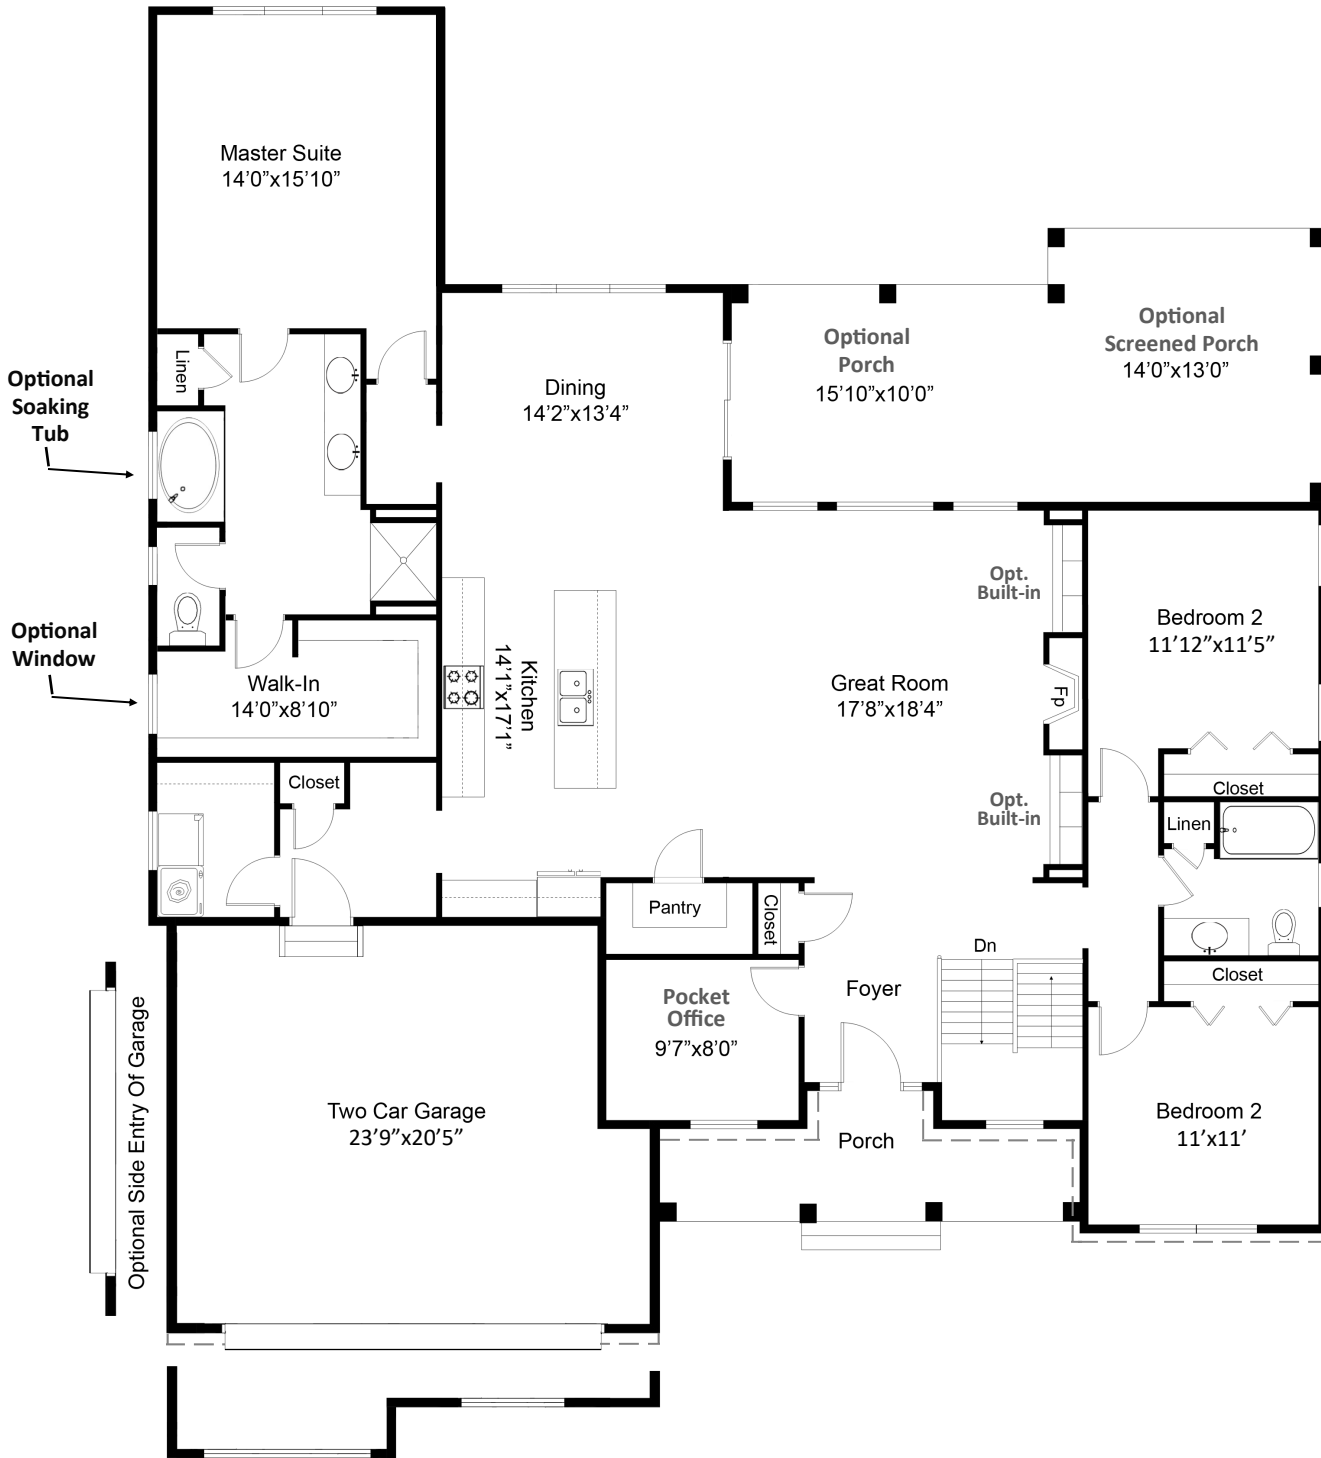 Master Suite
14’0”x15’10”
Optional
Porch
15’10”x10’0”
Optional
Screened Porch
14’0”x13’0”
Linen
Optional
Soaking
Tub
Dining
14’2”x13’4”
Opt.
Built-in
Bedroom 2
11’12”x11’5”
Optional
Window
Walk-In
14’0”x8’10”
Kitchen
14’1”x17’1”
Great Room
17’8”x18’4”
Fp
Closet
Closet
Opt.
Built-in
Linen
Pantry
Closet
Dn
Closet
Pocket
Office
9’7”x8’0”
Foyer
Optional Side Entry Of Garage
Two Car Garage
23’9”x20’5”
Porch
Bedroom 2
11’x11’